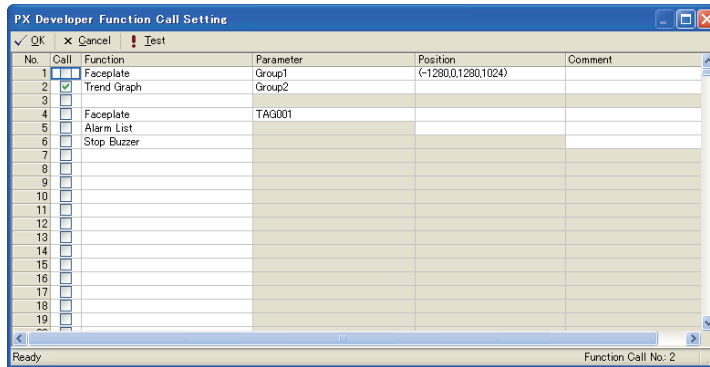 PX Developer Function Call Setting
OK Cancel Test
No. Call Function Parameter Position Comment
1 Faceplate Group1 (-1280,0,1280,1024)
2 Trend Graph Group2
3
4 Faceplate TAG001
5 Alarm List
6 Stop Buzzer
7
8
9
10
11
12
13
14
15
16
17
18
19
Ready Function Call No.: 2